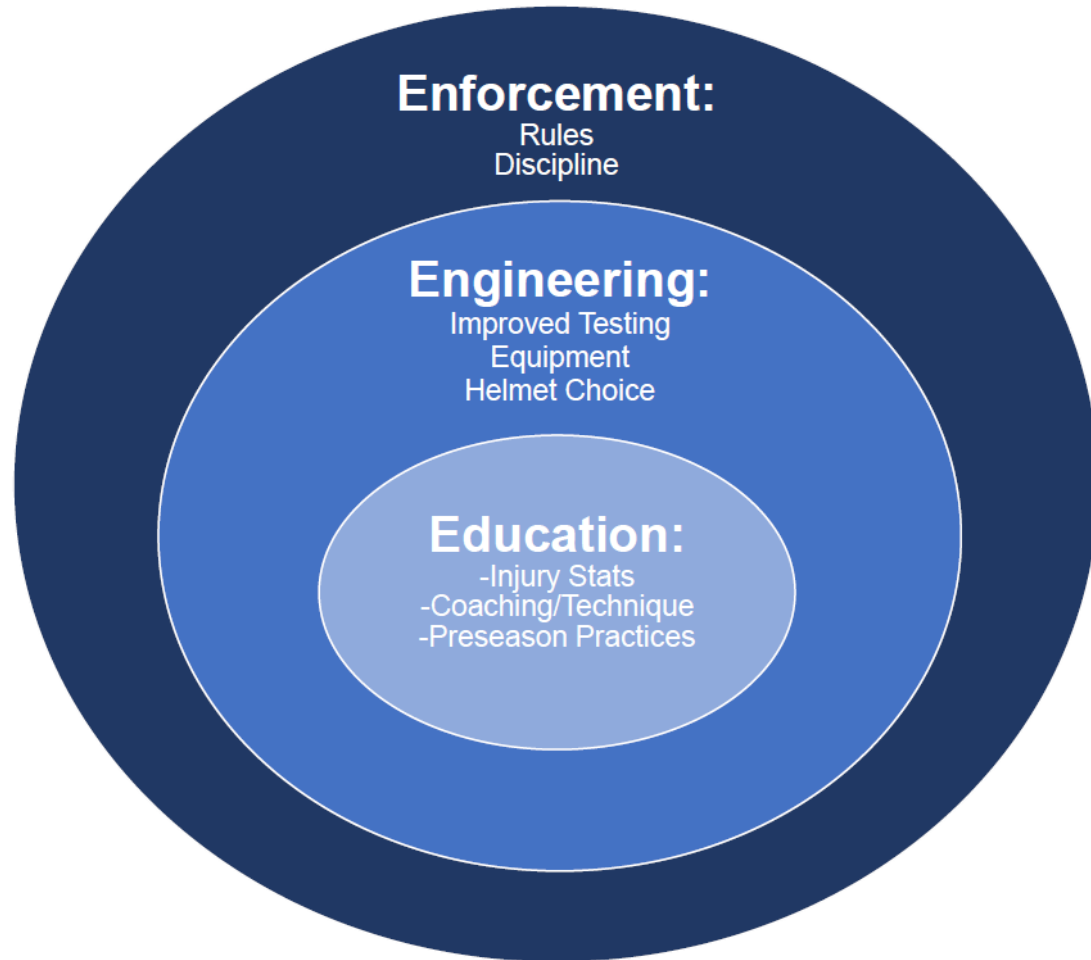 Enforcement:
Rules
Discipline
Engineering:
Improved Testing
Equipment
Helmet Choice
Education:
-Injury Stats
-Coaching/Technique
-Preseason Practices